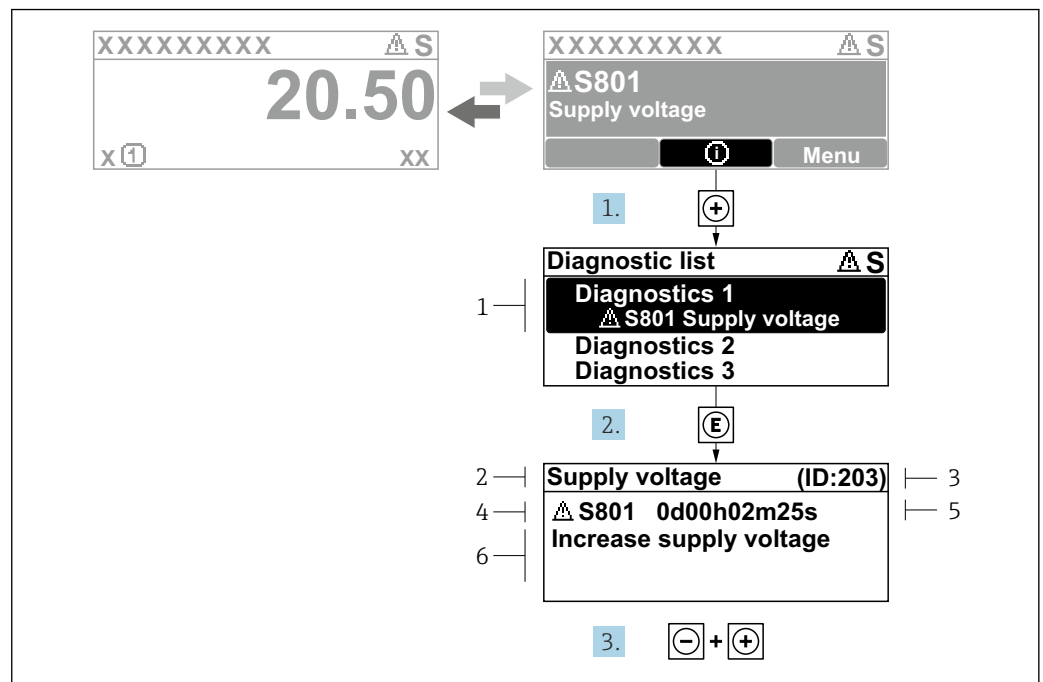 XXXXXXXXX ⚠ S
20.50
x ① xx
XXXXXXXXX ⚠ S
⚠ S801
Supply voltage
ⓘ Menu
1. +
Diagnostic list ⚠ S
1
Diagnostics 1
⚠ S801 Supply voltage
Diagnostics 2
Diagnostics 3
2. E
2 Supply voltage (ID:203) 3
4 ⚠ S801 0d00h02m25s 5
6 Increase supply voltage
3. − + +